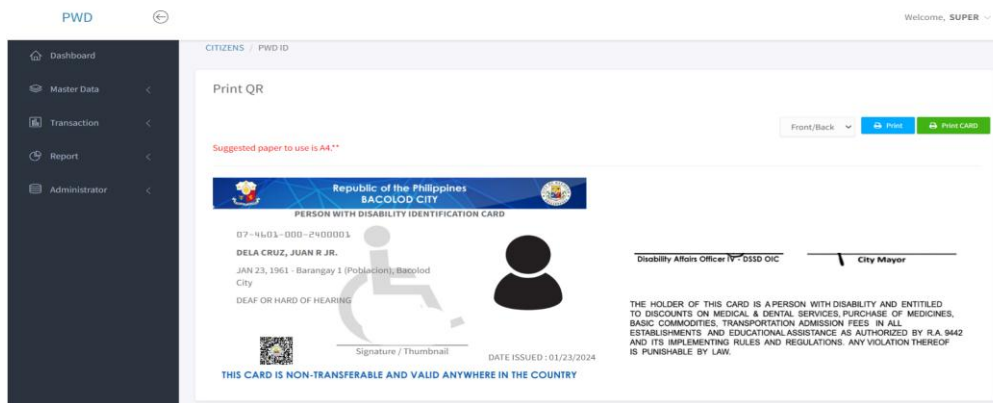 PWD
Welcome, SUPER
Dashboard
Master Data
Transaction
Report
Administrator
CITIZENS / PWD ID
Print QR
Front/Back
Print
Print CARD
Suggested paper to use is A4.**
Republic of the Philippines
BACOLOD CITY
PERSON WITH DISABILITY IDENTIFICATION CARD
07-4601-000-2400001
DELA CRUZ, JUAN R JR.
JAN 23, 1961 - Barangay 1 (Poblacion), Bacolod
City
DEAF OR HARD OF HEARING
Signature / Thumbnail
DATE ISSUED : 01/23/2024
THIS CARD IS NON-TRANSFERABLE AND VALID ANYWHERE IN THE COUNTRY
Disability Affairs Officer IV - DSSD OIC
City Mayor
THE HOLDER OF THIS CARD IS A PERSON WITH DISABILITY AND ENTITILED
TO DISCOUNTS ON MEDICAL & DENTAL SERVICES, PURCHASE OF MEDICINES,
BASIC COMMODITIES, TRANSPORTATION ADMISSION FEES IN ALL
ESTABLISHMENTS AND EDUCATIONAL ASSISTANCE AS AUTHORIZED BY R.A. 9442
AND ITS IMPLEMENTING RULES AND REGULATIONS. ANY VIOLATION THEREOF
IS PUNISHABLE BY LAW.